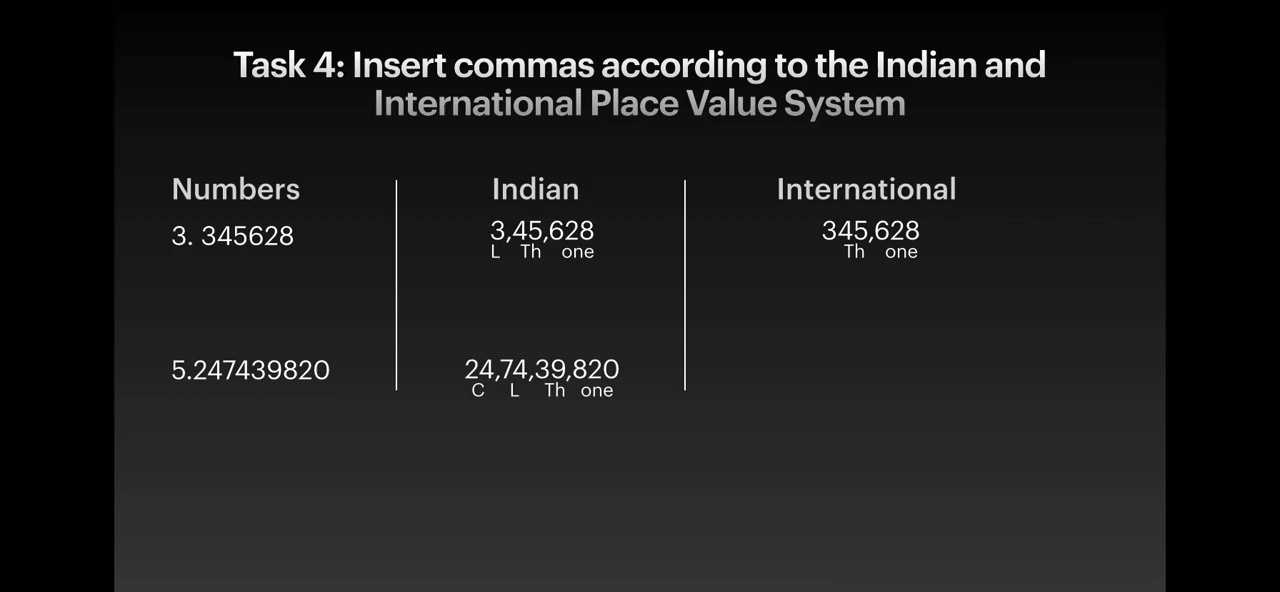 Task 4: Insert commas according to the Indian and
International Place Value System
Numbers Indian International
3. 345628 3,45,628 345,628
L Th one Th one
5.247439820 24,74,39,820
C L Th one